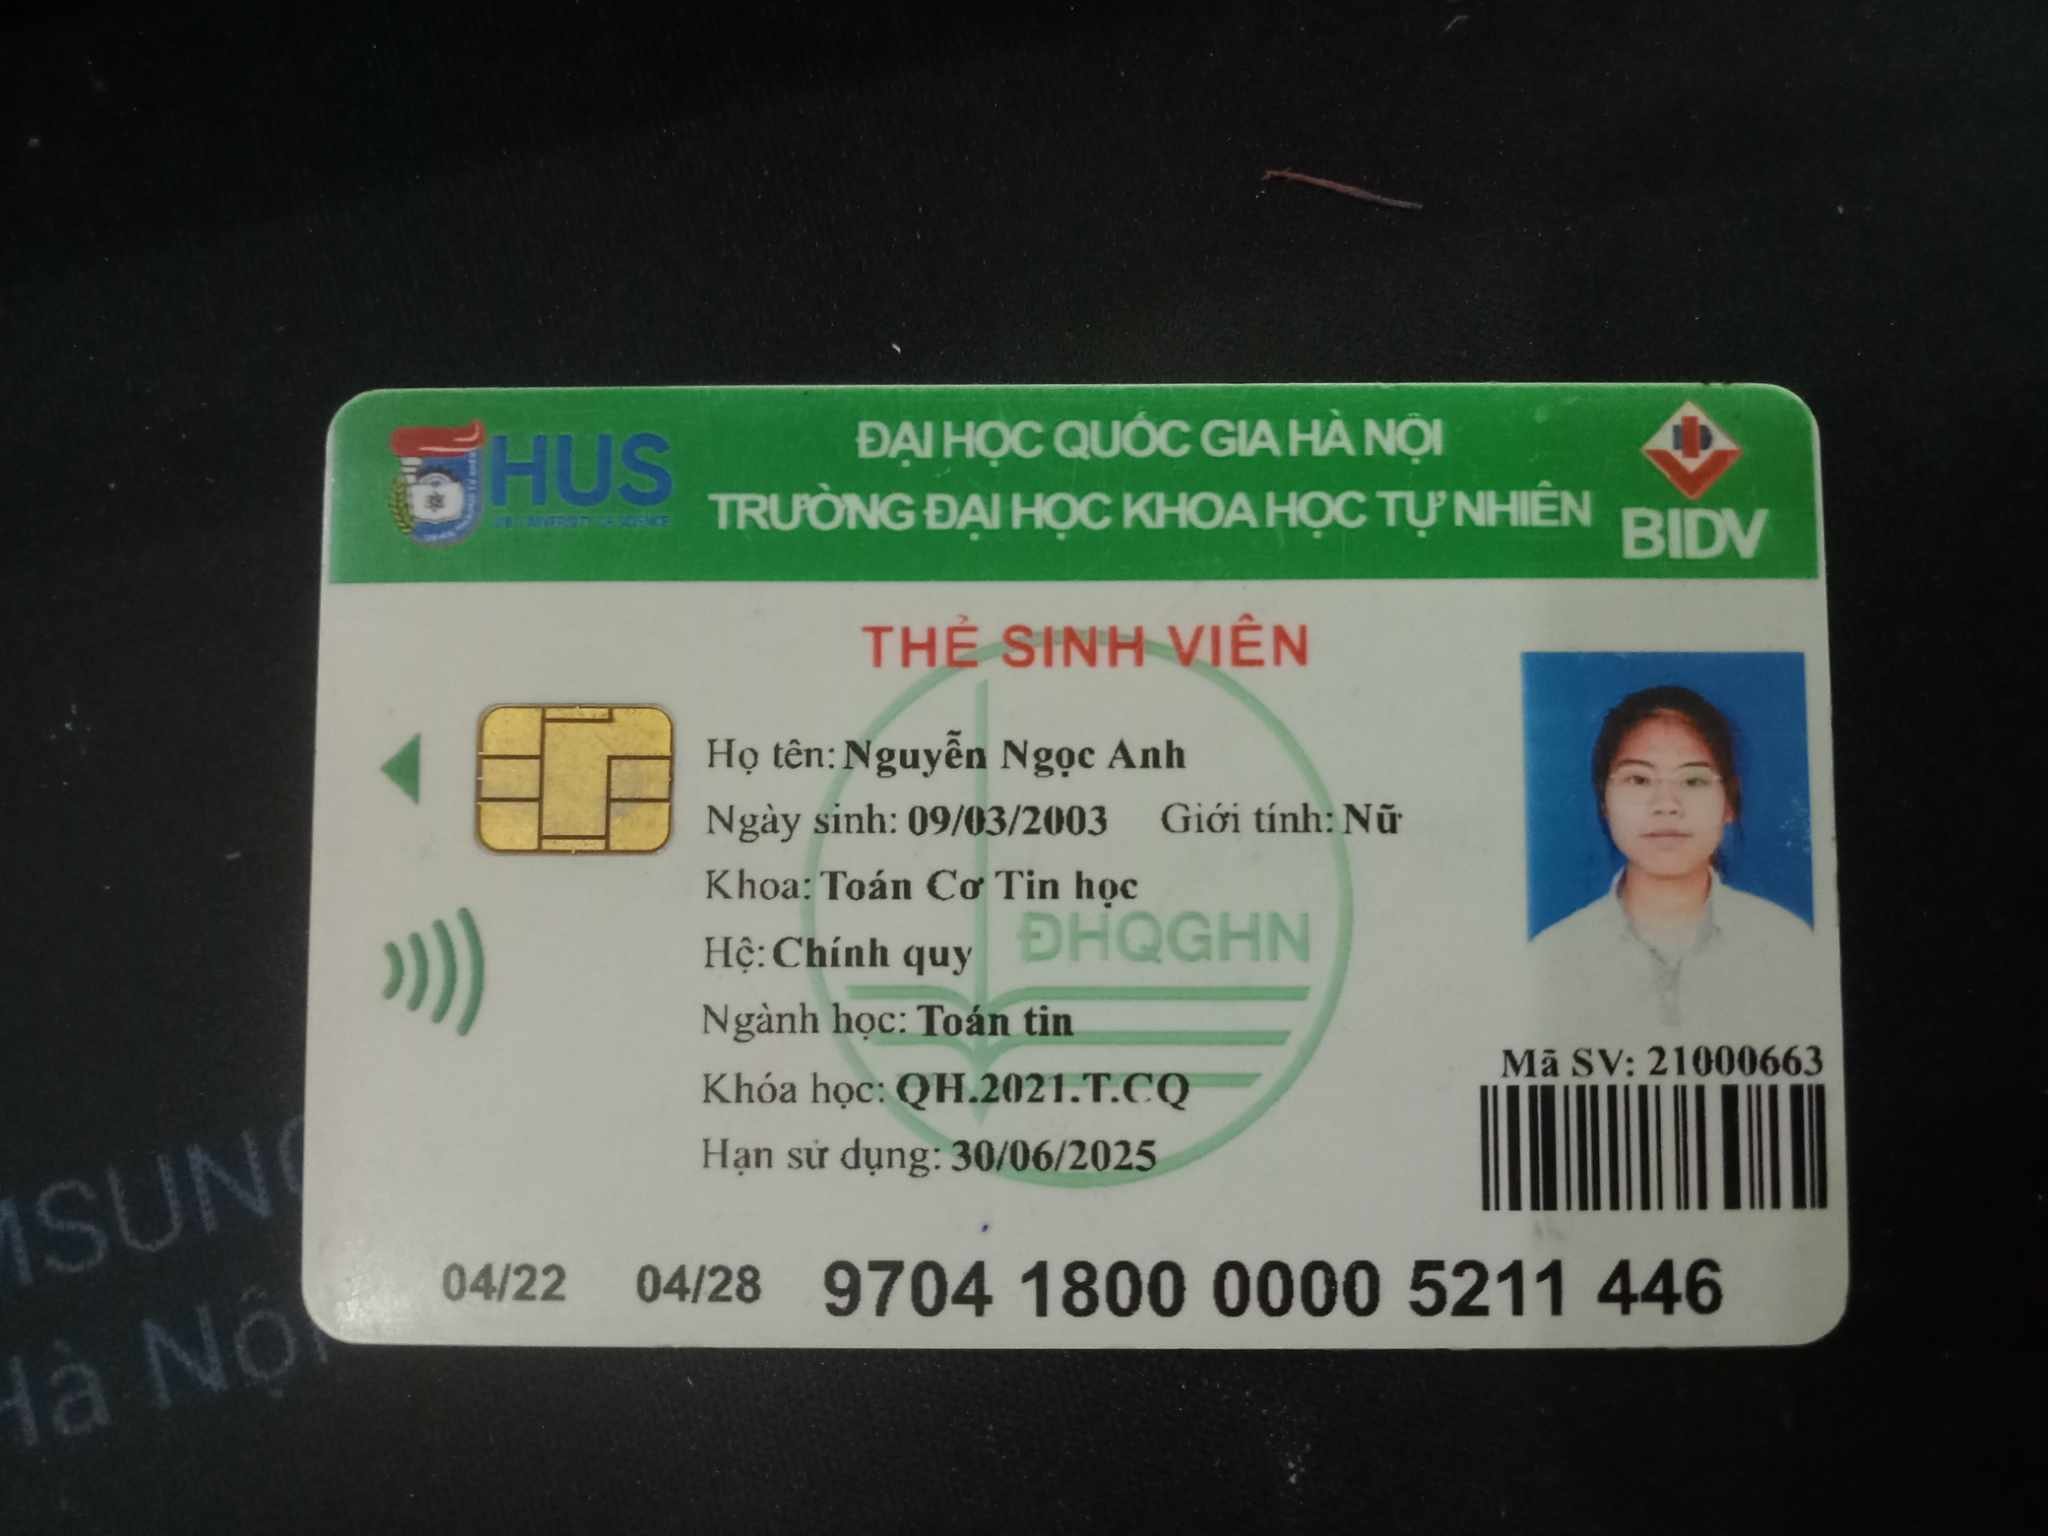 HUS
VNU UNIVERSITY OF SCIENCE
ĐẠI HỌC QUỐC GIA HÀ NỘI
TRƯỜNG ĐẠI HỌC KHOA HỌC TỰ NHIÊN
BIDV
THẺ SINH VIÊN
Họ tên: Nguyễn Ngọc Anh
Ngày sinh: 09/03/2003 Giới tính: Nữ
Khoa: Toán Cơ Tin học
ĐHQGHN
Hệ: Chính quy
Ngành học: Toán tin
Khóa học: QH.2021.T.CQ
Hạn sử dụng: 30/06/2025
Mã SV: 21000663
04/22 04/28 9704 1800 0000 5211 446
MSUNG
Hà Nội